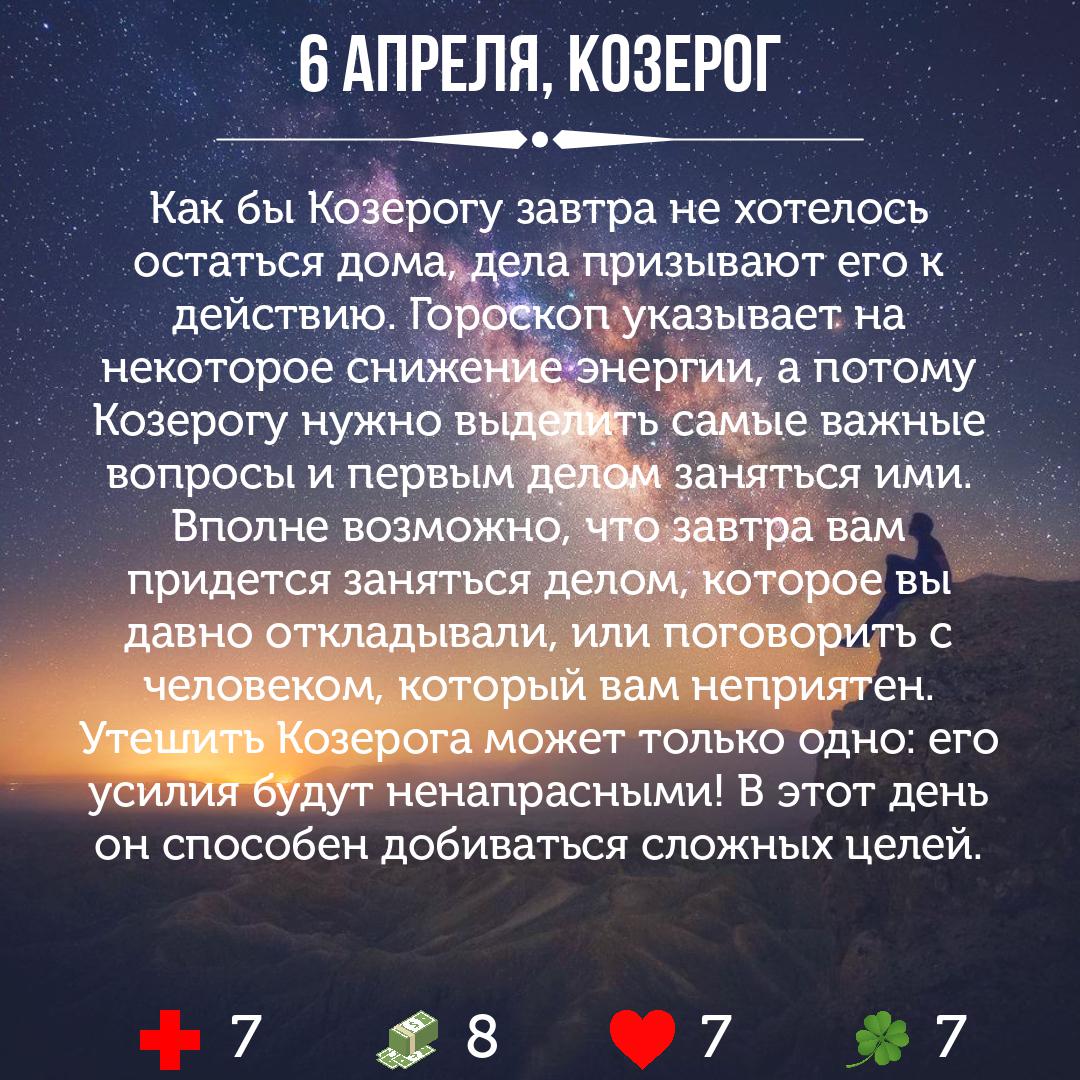 6 АПРЕЛЯ, КОЗЕРОГ
Как бы Козерогу завтра не хотелось
остаться дома, дела призывают его к
действию. Гороскоп указывает на
некоторое снижение энергии, а потому
Козерогу нужно выделить самые важные
вопросы и первым делом заняться ими.
Вполне возможно, что завтра вам
придется заняться делом, которое вы
давно откладывали, или поговорить с
человеком, который вам неприятен.
Утешить Козерога может только одно: его
усилия будут ненапрасными! В этот день
он способен добиваться сложных целей.
7 8 7 7